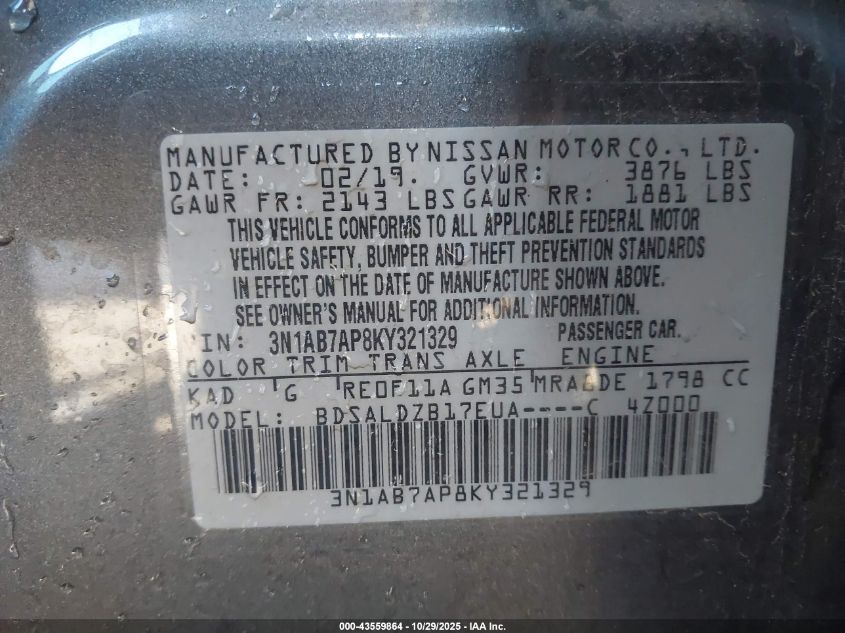 MANUFACTURED BY NISSAN MOTOR CO., LTD.
DATE: 02/19. GVWR: 3876 LBS
GAWR FR: 2143 LBS GAWR RR: 1881 LBS
THIS VEHICLE CONFORMS TO ALL APPLICABLE FEDERAL MOTOR
VEHICLE SAFETY, BUMPER AND THEFT PREVENTION STANDARDS
IN EFFECT ON THE DATE OF MANUFACTURE SHOWN ABOVE.
SEE OWNER'S MANUAL FOR ADDITIONAL INFORMATION.
IN: 3N1AB7AP8KY321329 PASSENGER CAR.
COLOR TRIM TRANS AXLE ENGINE
KAD G RE0F11A GM35 1798 CC
MODEL: BDSALDZB17EUA----C 4Z000
3N1AB7AP8KY321329
000-43559864 | 10/29/2025 - IAA Inc.